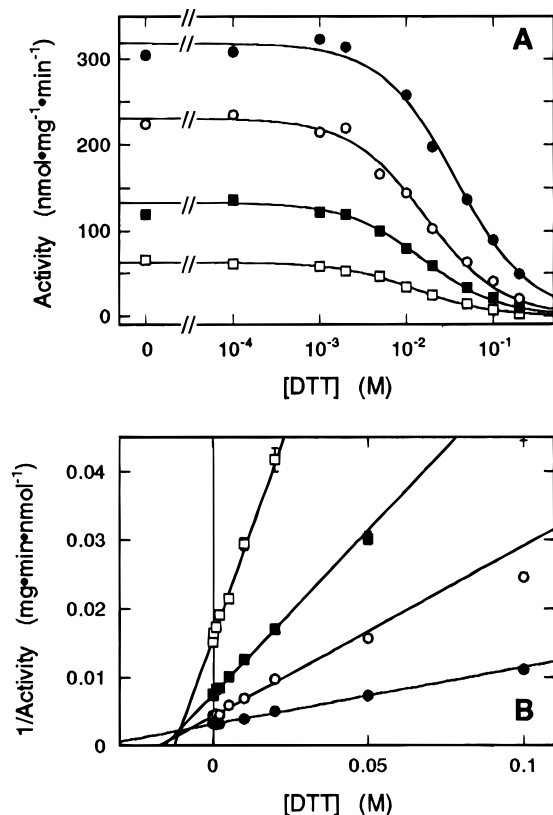 A
300
200
100
0
Activity (nmol•mg⁻¹•min⁻¹)
//
//
//
//
//
//
0 10⁻⁴ 10⁻³ 10⁻² 10⁻¹
[DTT] (M)
0.04
0.03
0.02
0.01
0
1/Activity (mg•min•nmol⁻¹)
B
0 0.05 0.1
[DTT] (M)